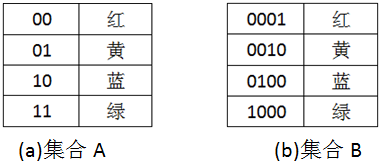 00 红 0001 红
01 黄 0010 黄
10 蓝 0100 蓝
11 绿 1000 绿
(a)集合 A (b)集合 B